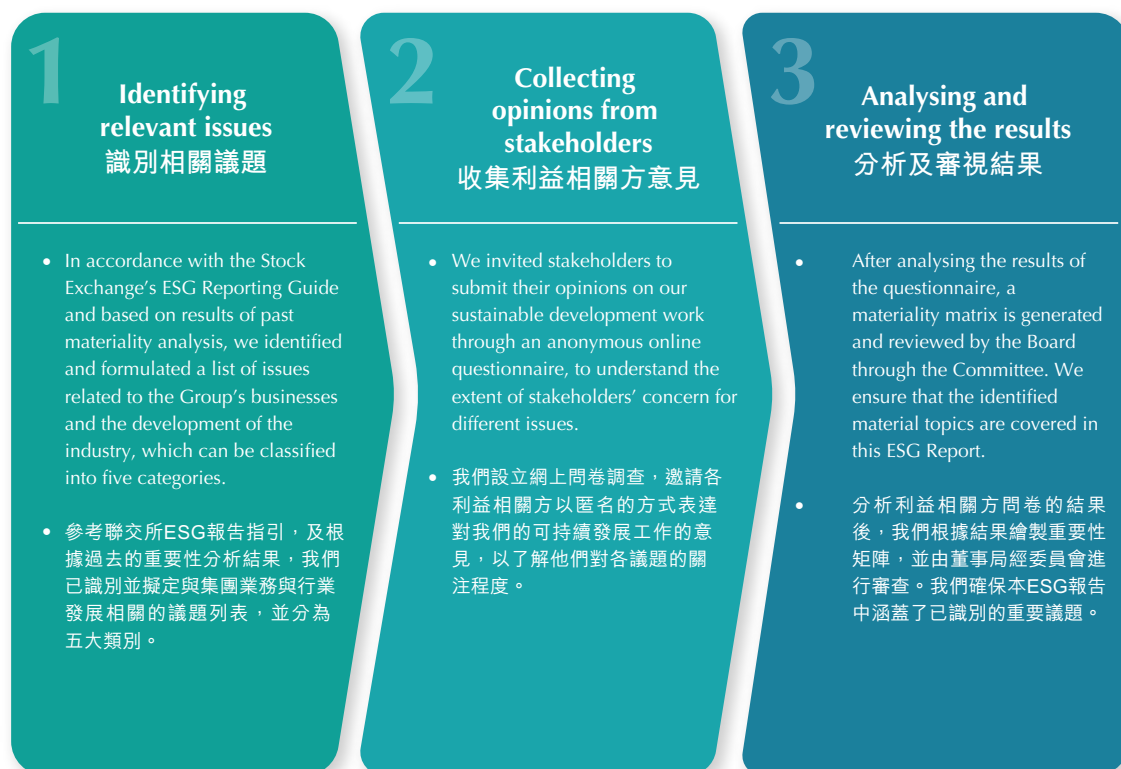 1
Identifying
relevant issues
識別相關議題
• In accordance with the Stock
Exchange's ESG Reporting Guide
and based on results of past
materiality analysis, we identified
and formulated a list of issues
related to the Group's businesses
and the development of the
industry, which can be classified
into five categories.
• 參考聯交所ESG報告指引，及根
據過去的重要性分析結果，我們
已識別並擬定與集團業務與行業
發展相關的議題列表，並分為
五大類別。
2
Collecting
opinions from
stakeholders
收集利益相關方意見
• We invited stakeholders to
submit their opinions on our
sustainable development work
through an anonymous online
questionnaire, to understand the
extent of stakeholders' concern for
different issues.
• 我們設立網上問卷調查，邀請各
利益相關方以匿名的方式表達
對我們的可持續發展工作的意
見，以了解他們對各議題的關
注程度。
3
Analysing and
reviewing the results
分析及審視結果
• After analysing the results of
the questionnaire, a
materiality matrix is generated
and reviewed by the Board
through the Committee. We
ensure that the identified
material topics are covered in
this ESG Report.
• 分析利益相關方問卷的結果
後，我們根據結果繪製重要性
矩陣，並由董事局經委員會進
行審查。我們確保本ESG報告
中涵蓋了已識別的重要議題。